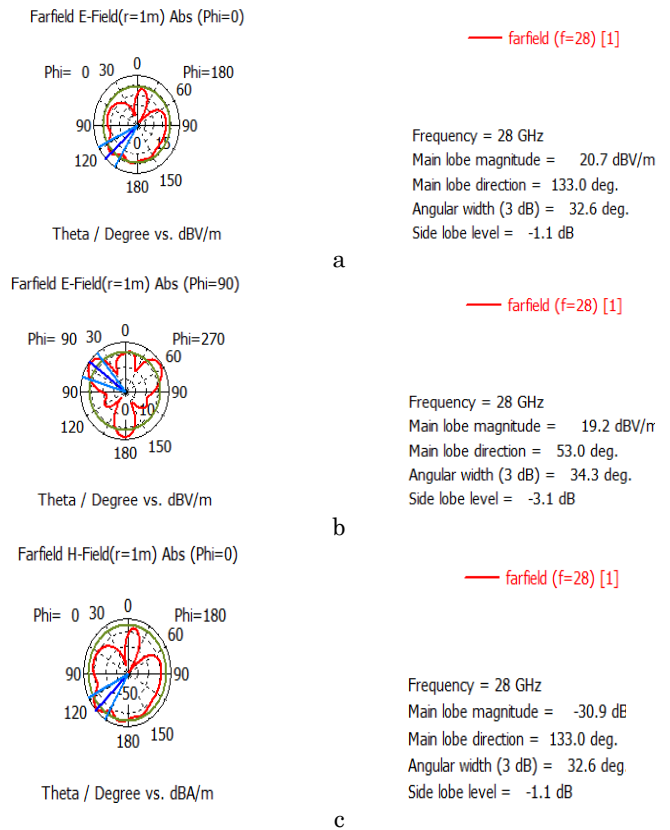 Farfield E-Field(r=1m) Abs (Phi=0)
farfield (f=28) [1]
Phi= 0 30 0 Phi=180
60
90 90
0 15
120
150
180
Frequency = 28 GHz
Main lobe magnitude = 20.7 dBV/m
Main lobe direction = 133.0 deg.
Angular width (3 dB) = 32.6 deg.
Side lobe level = -1.1 dB
Theta / Degree vs. dBV/m
a
Farfield E-Field(r=1m) Abs (Phi=90)
farfield (f=28) [1]
Phi= 90 30 0 Phi=270
60
90 90
0 10
120
150
180
Frequency = 28 GHz
Main lobe magnitude = 19.2 dBV/m
Main lobe direction = 53.0 deg.
Angular width (3 dB) = 34.3 deg.
Side lobe level = -3.1 dB
Theta / Degree vs. dBV/m
b
Farfield H-Field(r=1m) Abs (Phi=0)
farfield (f=28) [1]
Phi= 0 30 0 Phi=180
60
90 90
-50
120
150
180
Frequency = 28 GHz
Main lobe magnitude = -30.9 dB
Main lobe direction = 133.0 deg.
Angular width (3 dB) = 32.6 deg.
Side lobe level = -1.1 dB
Theta / Degree vs. dBA/m
c